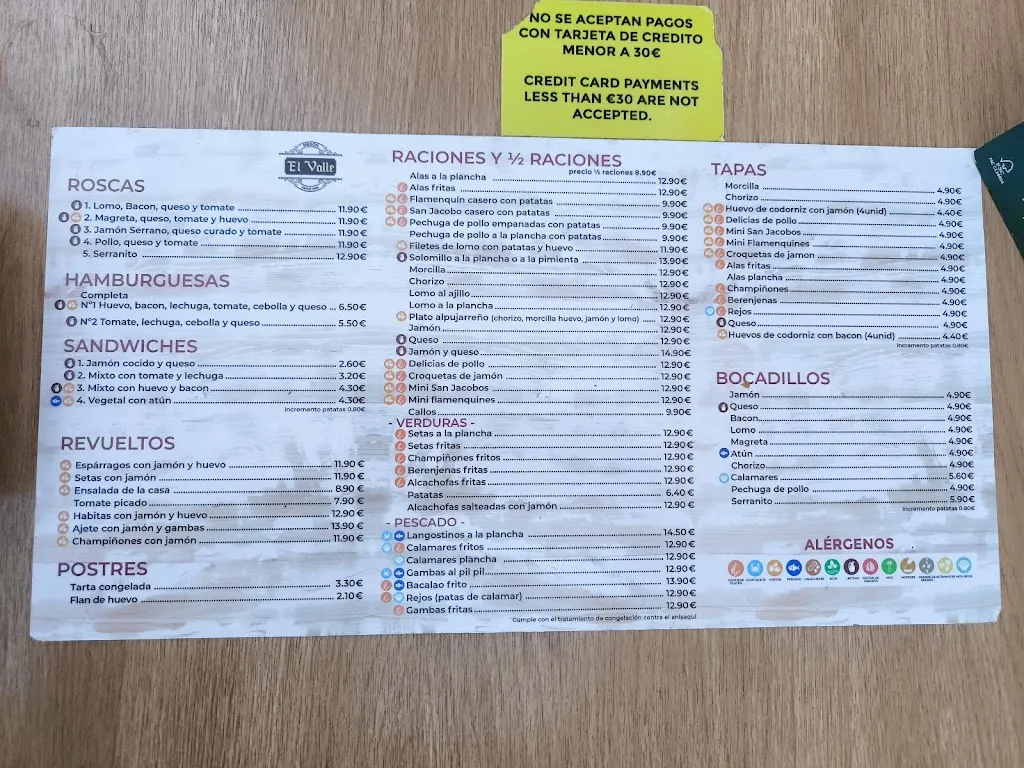 NO SE ACEPTAN PAGOS
CON TARJETA DE CREDITO
MENOR A 30€
CREDIT CARD PAYMENTS
LESS THAN €30 ARE NOT
ACCEPTED.
El Valle
ROSCAS
1. Lomo, Bacon, queso y tomate 11.90€
2. Magreta, queso, tomate y huevo 11.90€
3. Jamón Serrano, queso curado y tomate 11.90€
4. Pollo, queso y tomate 11.90€
5. Serranito 12.90€
HAMBURGUESAS
Completa
Nº1 Huevo, bacon, lechuga, tomate, cebolla y queso 6.50€
Nº2 Tomate, lechuga, cebolla y queso 5.50€
SANDWICHES
1. Jamón cocido y queso 2.60€
2. Mixto con tomate y lechuga 3.20€
3. Mixto con huevo y bacon 4.30€
4. Vegetal con atún 4.30€
Incremento patatas 0.80€
REVUELTOS
Espárragos con jamón y huevo 11.90€
Setas con jamón 11.90€
Ensalada de la casa 8.90€
Tomate picado 7.90€
Habitas con jamón y huevo 12.90€
Ajete con jamón y gambas 13.90€
Champiñones con jamón 11.90€
POSTRES
Tarta congelada 3.30€
Flan de huevo 2.10€
RACIONES Y ½ RACIONES
precio ½ raciones 8.90€
Alas a la plancha 12.90€
Alas fritas 12.90€
Flamenquín casero con patatas 9.90€
San Jacobo casero con patatas 9.90€
Pechuga de pollo empanadas con patatas 9.90€
Pechuga de pollo a la plancha con patatas 9.90€
Filetes de lomo con patatas y huevo 11.90€
Solomillo a la plancha o a la pimienta 13.90€
Morcilla 12.90€
Chorizo 12.90€
Lomo al ajillo 12.90€
Lomo a la plancha 12.90€
Plato alpujarreño (chorizo, morcilla huevo, jamón y lomo) 12.90€
Jamón 12.90€
Queso 12.90€
Jamón y queso 14.90€
Delicias de pollo 12.90€
Croquetas de jamón 12.90€
Mini San Jacobos 12.90€
Mini flamenquines 12.90€
Callos 9.90€
- VERDURAS -
Setas a la plancha 12.90€
Setas fritas 12.90€
Champiñones fritos 12.90€
Berenjenas fritas 12.90€
Alcachofas fritas 12.90€
Patatas 6.40€
Alcachofas salteadas con jamón 12.90€
- PESCADO -
Langostinos a la plancha 14.50€
Calamares fritos 12.90€
Calamares plancha 12.90€
Gambas al pil pil 12.90€
Bacalao frito 13.90€
Rejos (patas de calamar) 12.90€
Gambas fritas 12.90€
Cumple con el tratamiento de congelación contra el anisaqui
TAPAS
Morcilla 4.90€
Chorizo 4.90€
Huevo de codorniz con jamón (4unid) 4.40€
Delicias de pollo 4.90€
Mini San Jacobos 4.90€
Mini Flamenquines 4.90€
Croquetas de jamon 4.90€
Alas fritas 4.90€
Alas plancha 4.90€
Champiñones 4.90€
Berenjenas 4.90€
Rejos 4.90€
Queso 4.90€
Huevos de codorniz con bacon (4unid) 4.40€
Incremento patatas 0.80€
BOCADILLOS
Jamón 4.90€
Queso 4.90€
Bacon 4.90€
Lomo 4.90€
Magreta 4.90€
Atún 4.90€
Chorizo 4.90€
Calamares 5.60€
Pechuga de pollo 4.90€
Serranito 5.90€
Incremento patatas 0.80€
ALÉRGENOS